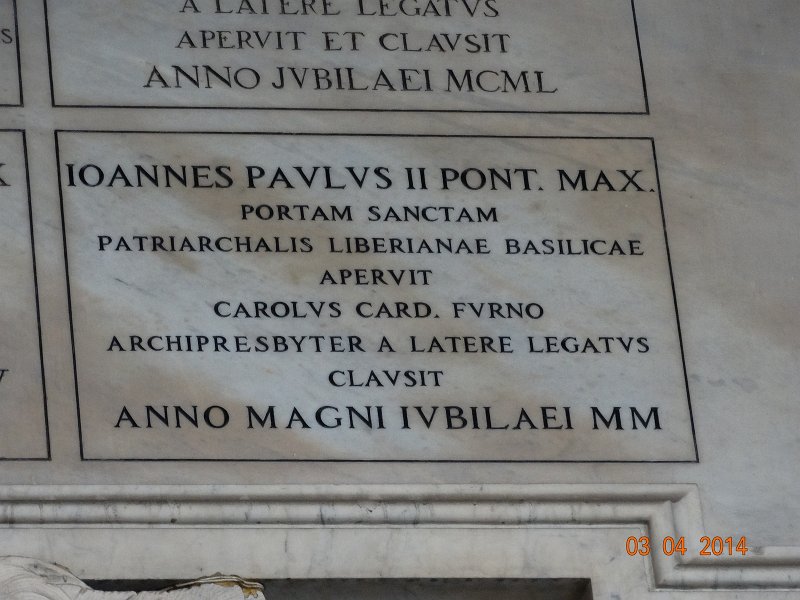 A LATERE LEGATVS
APERVIT ET CLAVSIT
ANNO JVBILAEI MCML
IOANNES PAVLVS II PONT. MAX.
PORTAM SANCTAM
PATRIARCHALIS LIBERIANAE BASILICAE
APERVIT
CAROLVS CARD. FVRNO
ARCHIPRESBYTER A LATERE LEGATVS
CLAVSIT
ANNO MAGNI IVBILAEI MM
03 04 2014